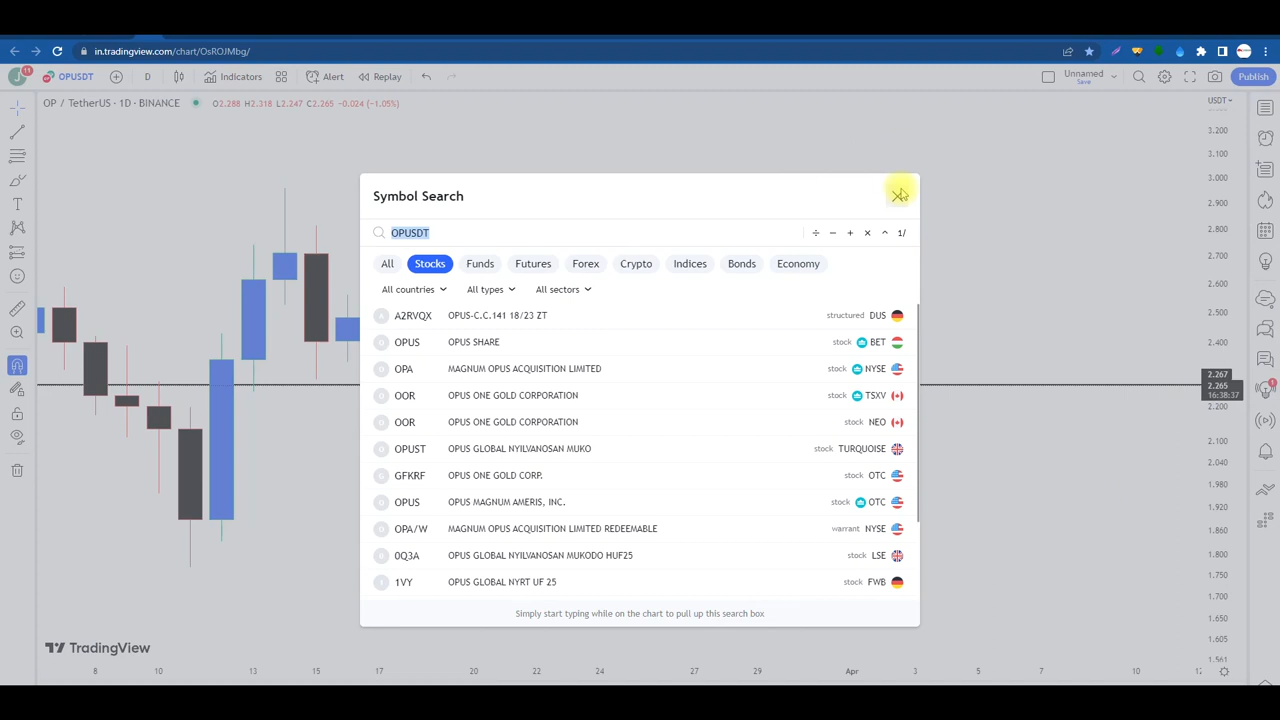 in.tradingview.com/chart/OsROJMbg/
J 11 OPUSDT D Indicators Alert Replay Unnamed Save Publish
OP / TetherUS · 1D · BINANCE O2.288 H2.318 L2.247 C2.265 −0.024 (−1.05%) USDT
Symbol Search
OPUSDT ÷ − + × ^ 1/
All Stocks Funds Futures Forex Crypto Indices Bonds Economy
All countries All types All sectors
A A2RVQX OPUS-C.C.141 18/23 ZT structured DUS
O OPUS OPUS SHARE stock BET
O OPA MAGNUM OPUS ACQUISITION LIMITED stock NYSE
O OOR OPUS ONE GOLD CORPORATION stock TSXV
O OOR OPUS ONE GOLD CORPORATION stock NEO
O OPUST OPUS GLOBAL NYILVANOSAN MUKO stock TURQUOISE
G GFKRF OPUS ONE GOLD CORP. stock OTC
O OPUS OPUS MAGNUM AMERIS, INC. stock OTC
O OPA/W MAGNUM OPUS ACQUISITION LIMITED REDEEMABLE warrant NYSE
0 0Q3A OPUS GLOBAL NYILVANOSAN MUKODO HUF25 stock LSE
1 1VY OPUS GLOBAL NYRT UF 25 stock FWB
Simply start typing while on the chart to pull up this search box
3.200
3.100
3.000
2.900
2.800
2.700
2.600
2.500
2.400
2.300
2.267
2.265
16:38:37
2.200
2.100
2.040
1.980
1.920
1.860
1.800
1.750
1.700
1.650
1.605
1.561
TradingView
8 10 13 15 17 20 22 24 27 29 Apr 3 5 7 10